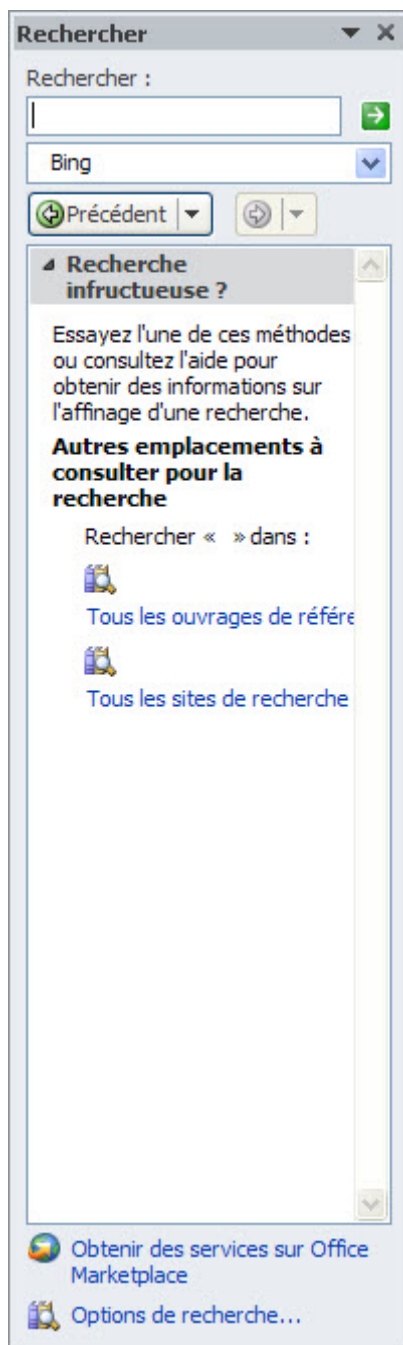 Rechercher
Rechercher :
Bing
Précédent
Recherche
infructueuse ?
Essayez l'une de ces méthodes
ou consultez l'aide pour
obtenir des informations sur
l'affinage d'une recherche.
Autres emplacements à
consulter pour la
recherche
Rechercher «   » dans :
Tous les ouvrages de référe
Tous les sites de recherche
Obtenir des services sur Office
Marketplace
Options de recherche...